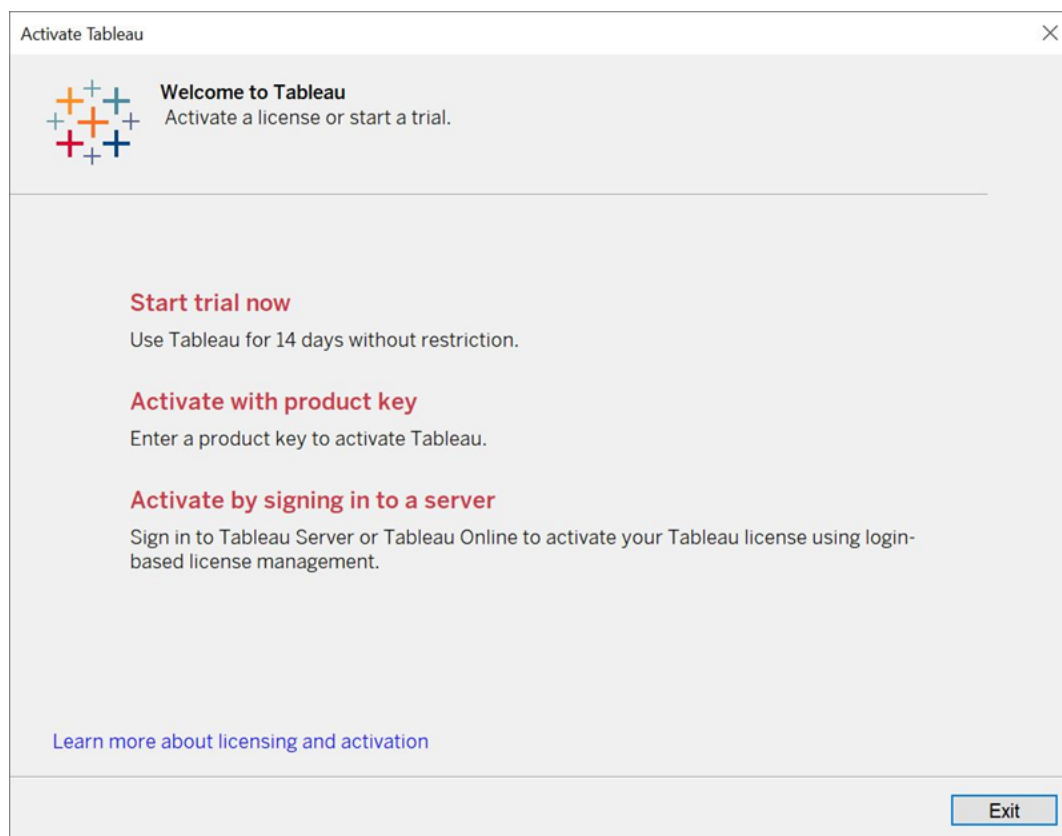 Activate Tableau
Welcome to Tableau
Activate a license or start a trial.
Start trial now
Use Tableau for 14 days without restriction.
Activate with product key
Enter a product key to activate Tableau.
Activate by signing in to a server
Sign in to Tableau Server or Tableau Online to activate your Tableau license using login-
based license management.
Learn more about licensing and activation
Exit